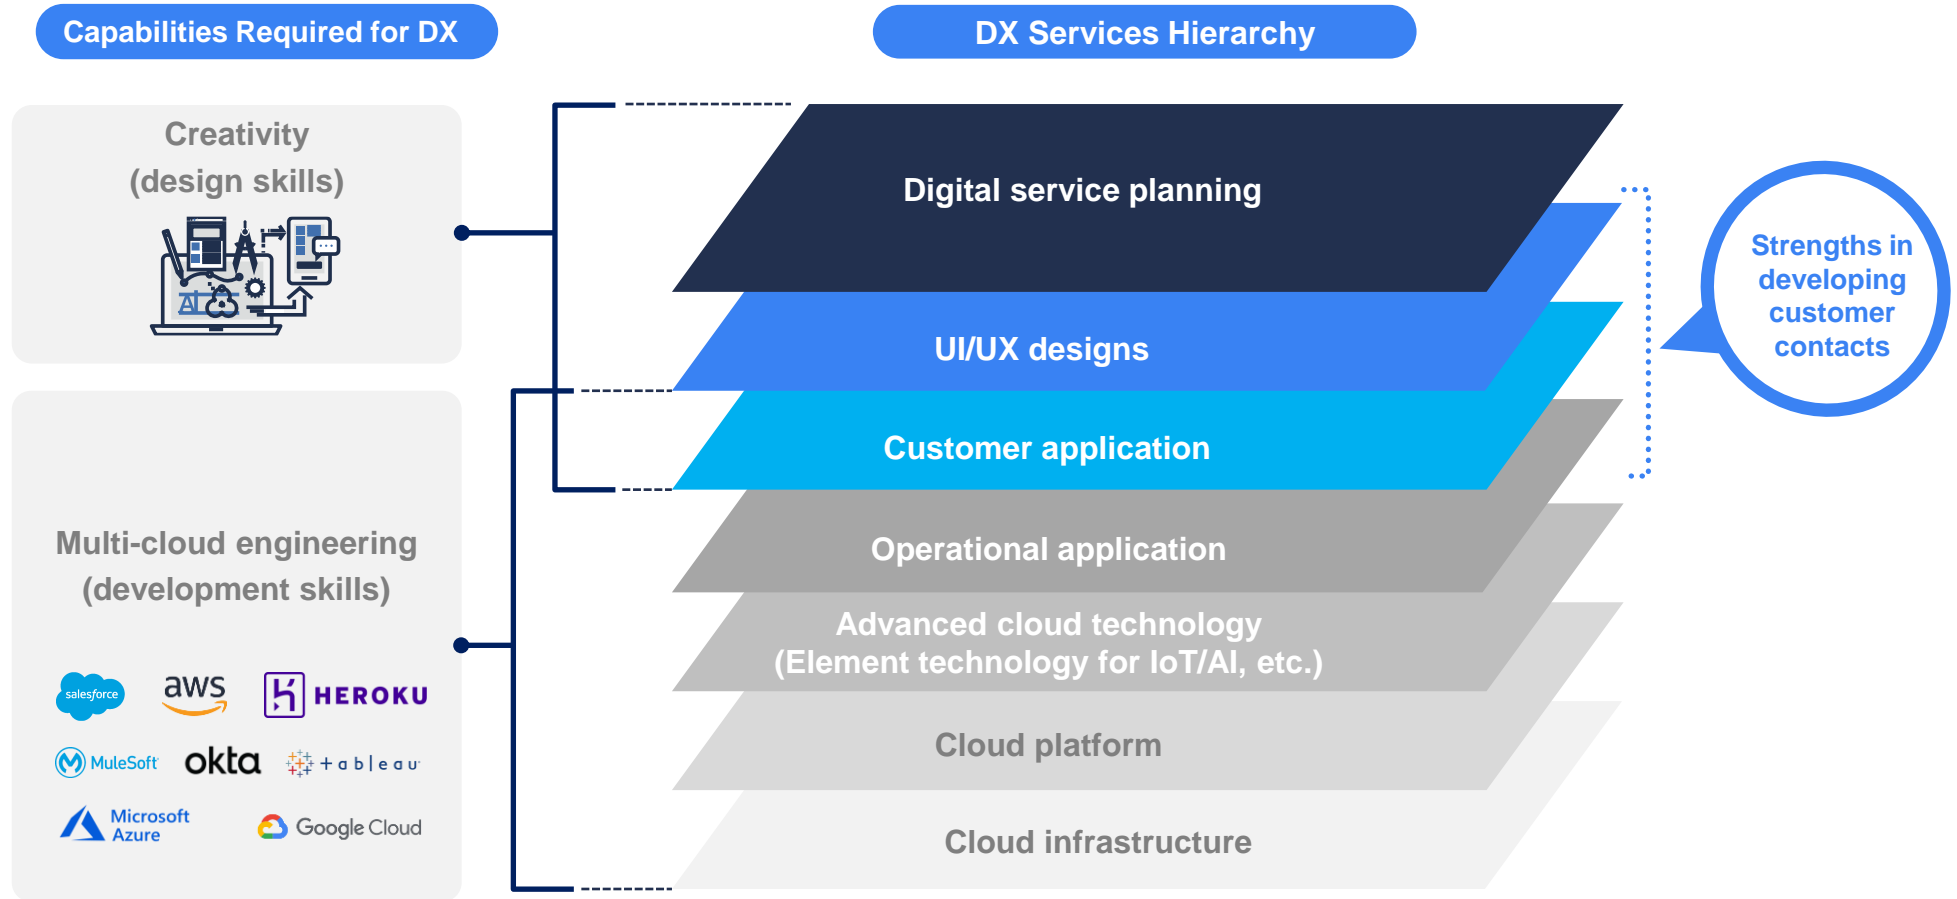 Capabilities Required for DX
DX Services Hierarchy
Creativity
(design skills)
A
Multi-cloud engineering
(development skills)
salesforce
aws
HEROKU
MuleSoft
okta
+ableau
Microsoft
Azure
Google Cloud
Digital service planning
UI/UX designs
Customer application
Operational application
Advanced cloud technology
(Element technology for IoT/AI, etc.)
Cloud platform
Cloud infrastructure
Strengths in
developing
customer
contacts